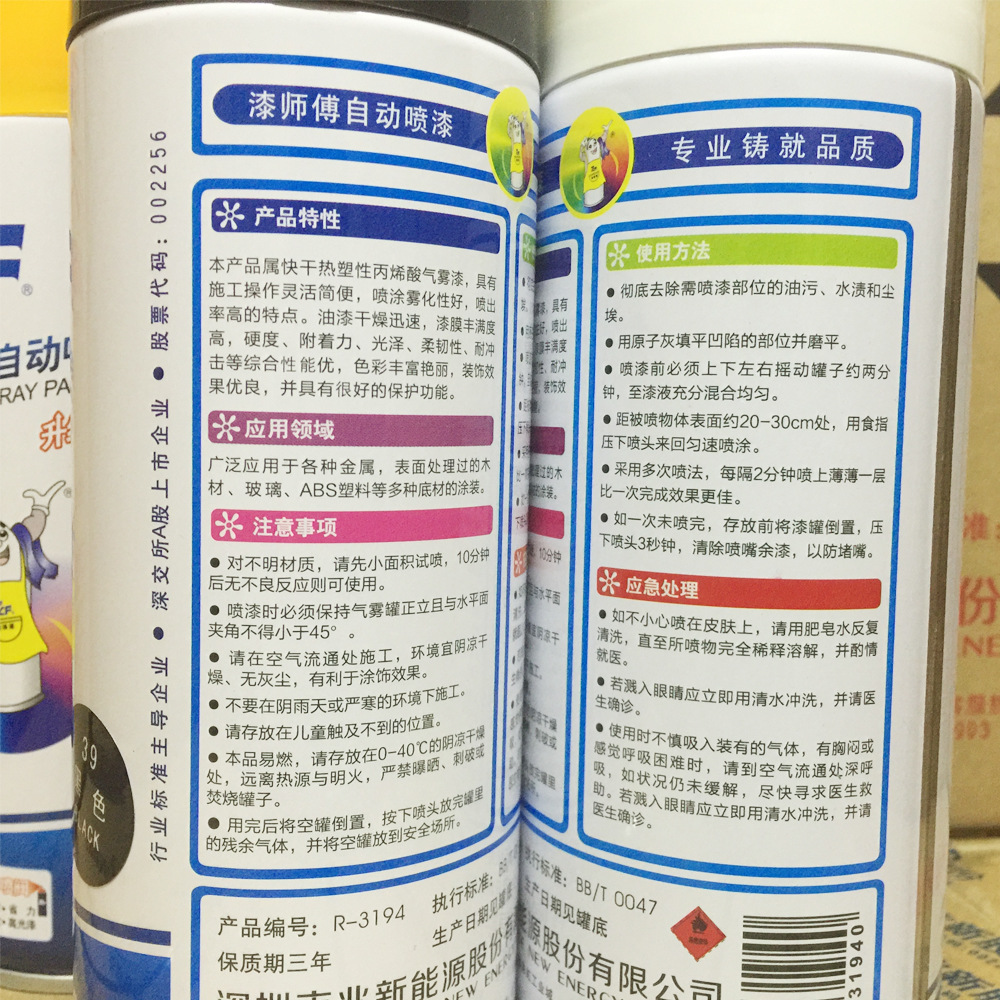 自动喷
RAY PA
行业标准主导企业 ● 深交所A股上市企业 ● 股票代码：002256
39
色
漆师傅自动喷漆
产品特性
本产品属快干热塑性丙烯酸气雾漆，具有
施工操作灵活简便，喷涂雾化性好，喷出
率高的特点。油漆干燥迅速，漆膜丰满度
高，硬度、附着力、光泽、柔韧性、耐冲
击等综合性能优，色彩丰富艳丽，装饰效
果优良，并具有很好的保护功能。
应用领域
广泛应用于各种金属，表面处理过的木
材、玻璃、ABS塑料等多种底材的涂装。
注意事项
● 对不明材质，请先小面积试喷，10分钟
后无不良反应则可使用。
● 喷漆时必须保持气雾罐正立且与水平面
夹角不得小于45°。
● 请在空气流通处施工，环境宜阴凉干
燥、无灰尘，有利于涂饰效果。
● 不要在阴雨天或严寒的环境下施工。
● 请存放在儿童触及不到的位置。
● 本品易燃，请存放在0-40℃的阴凉干燥
处，远离热源与明火，严禁曝晒、刺破或
焚烧罐子。
● 用完后将空罐倒置，按下喷头放完罐里
的残余气体，并将空罐放到安全场所。
产品编号：R-3194
保质期三年
执行标准：BB/T
生产日期见罐底
新能源股份有
NEW ENERGY
专业铸就品质
使用方法
● 彻底去除需喷漆部位的油污、水渍和尘
埃。
● 用原子灰填平凹陷的部位并磨平。
● 喷漆前必须上下左右摇动罐子约两分
钟，至漆液充分混合均匀。
● 距被喷物体表面约20-30cm处，用食指
压下喷头来回匀速喷涂。
● 采用多次喷法，每隔2分钟喷上薄薄一层
比一次完成效果更佳。
● 如一次未喷完，存放前将漆罐倒置，压
下喷头3秒钟，清除喷嘴余漆，以防堵嘴。
应急处理
● 如不小心喷在皮肤上，请用肥皂水反复
清洗，直至所喷物完全稀释溶解，并酌情
就医。
● 若溅入眼睛应立即用清水冲洗，并请医
生确诊。
● 使用时不慎吸入装有的气体，有胸闷或
感觉呼吸困难时，请到空气流通处深呼
吸，如状况仍未缓解，尽快寻求医生救
助。若溅入眼睛应立即用清水冲洗，并请
医生确诊。
执行标准：BB/T 0047
生产日期见罐底
能源股份有限公司
NEW ENERGY
31940